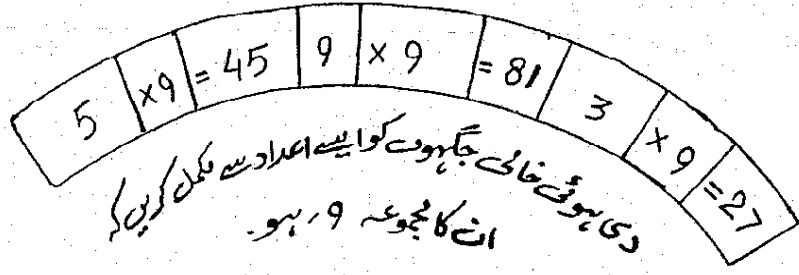 5 ×9 =45 9 ×9 =81 3 ×9 =27
دی ہوئی خالی جگہوں کو ایسے اعداد سے مکمل کریں کہ
ان کا مجموعہ 9 ہو۔